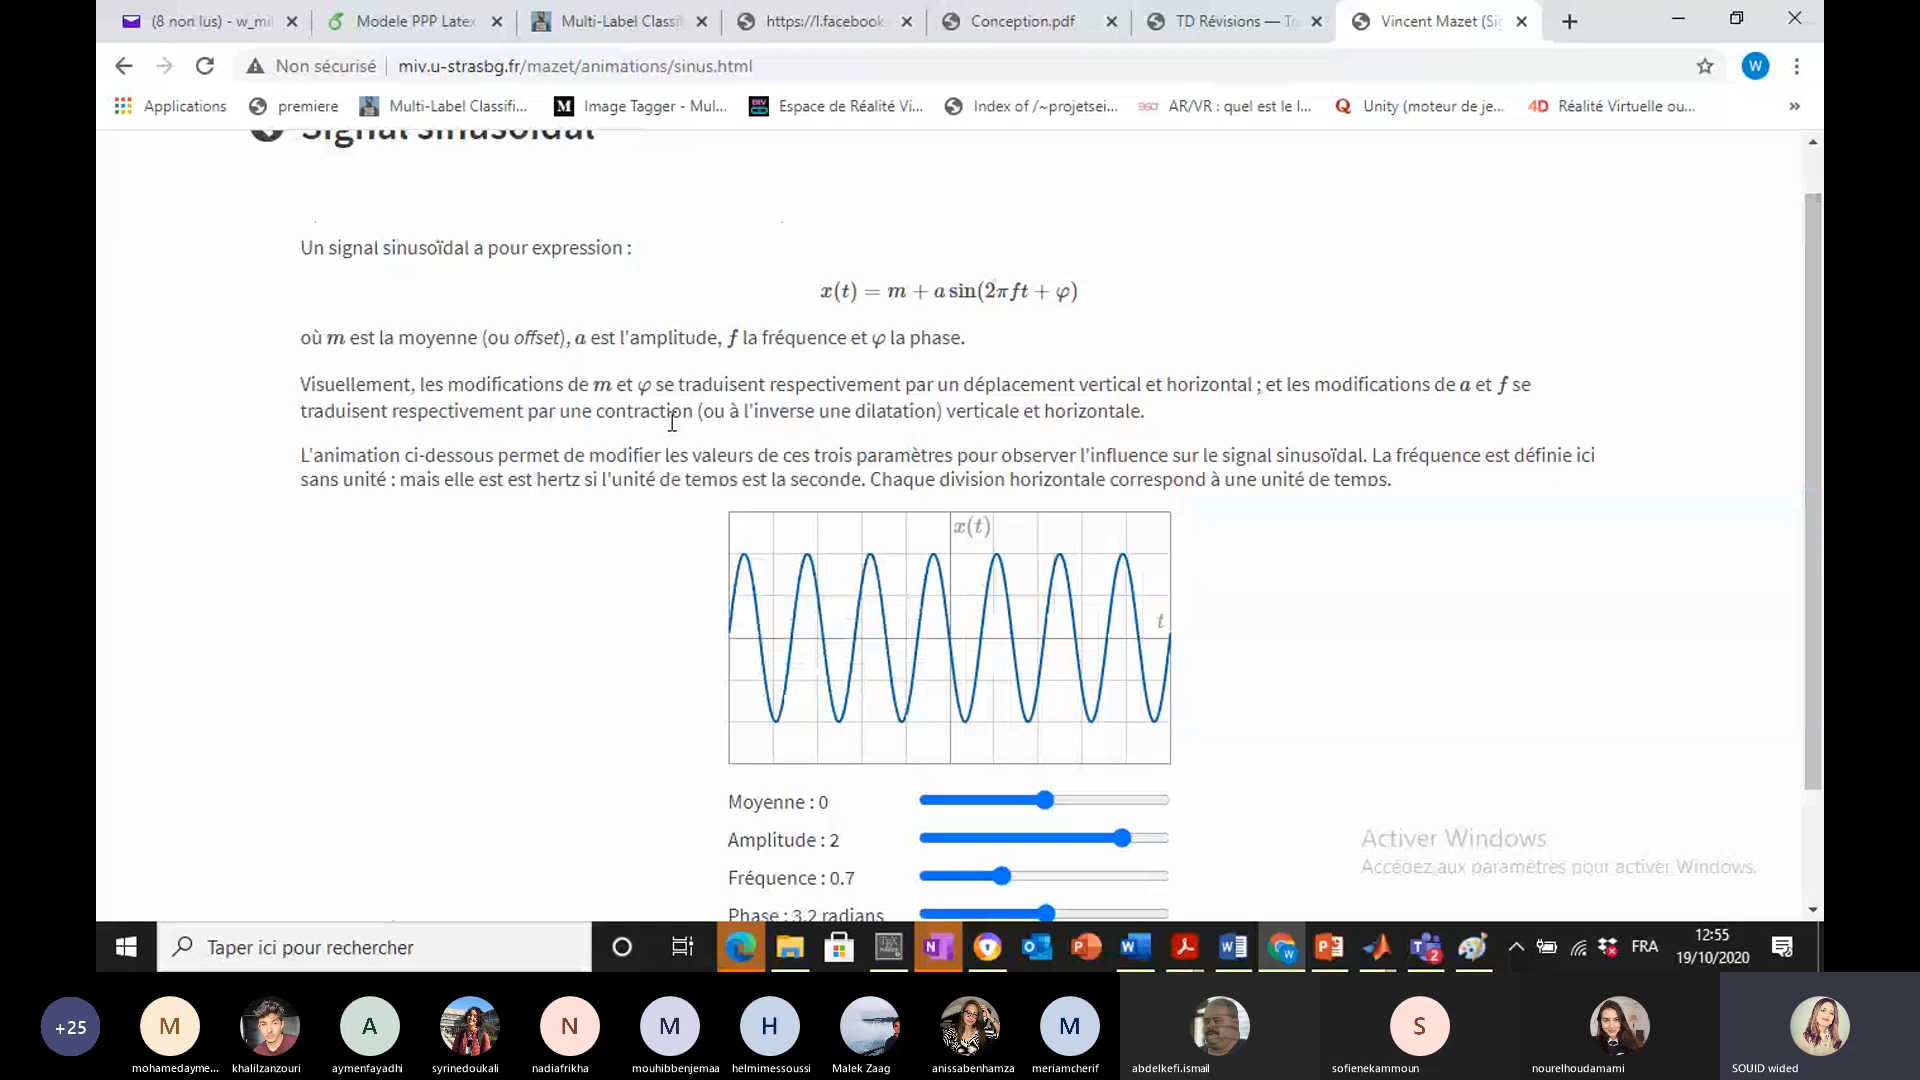 (8 non lus) - w_mil
Modele PPP Latex
Multi-Label Classifi
https://l.facebook
Conception.pdf
TD Révisions — Tr
Vincent Mazet (Sig
Non sécurisé
miv.u-strasbg.fr/mazet/animations/sinus.html
W
Applications
premiere
Multi-Label Classifi...
M
Image Tagger - Mul...
Espace de Réalité Vi...
Index of /~projetsei...
360
AR/VR : quel est le l...
Q
Unity (moteur de je...
4D
Réalité Virtuelle ou...
»
Signal sinusoïdal
Un signal sinusoïdal a pour expression :
x(t) = m + a sin(2πft + φ)
où m est la moyenne (ou offset), a est l'amplitude, f la fréquence et φ la phase.
Visuellement, les modifications de m et φ se traduisent respectivement par un déplacement vertical et horizontal ; et les modifications de a et f se
traduisent respectivement par une contraction (ou à l'inverse une dilatation) verticale et horizontale.
L'animation ci-dessous permet de modifier les valeurs de ces trois paramètres pour observer l'influence sur le signal sinusoïdal. La fréquence est définie ici
sans unité : mais elle est est hertz si l'unité de temps est la seconde. Chaque division horizontale correspond à une unité de temps.
x(t)
t
Moyenne : 0
Amplitude : 2
Fréquence : 0.7
Phase : 3.2 radians
Activer Windows
Accédez aux paramètres pour activer Windows.
Taper ici pour rechercher
FRA
12:55
19/10/2020
+25
M
A
N
M
H
M
S
mohamedayme...
khalilzanzouri
aymenfayadhi
syrinedoukali
nadiafrikha
mouhibbenjemaa
helmimessoussi
Malek Zaag
anissabenhamza
meriamcherif
abdelkefi.ismail
sofienekammoun
nourelhoudamami
SOUID wided